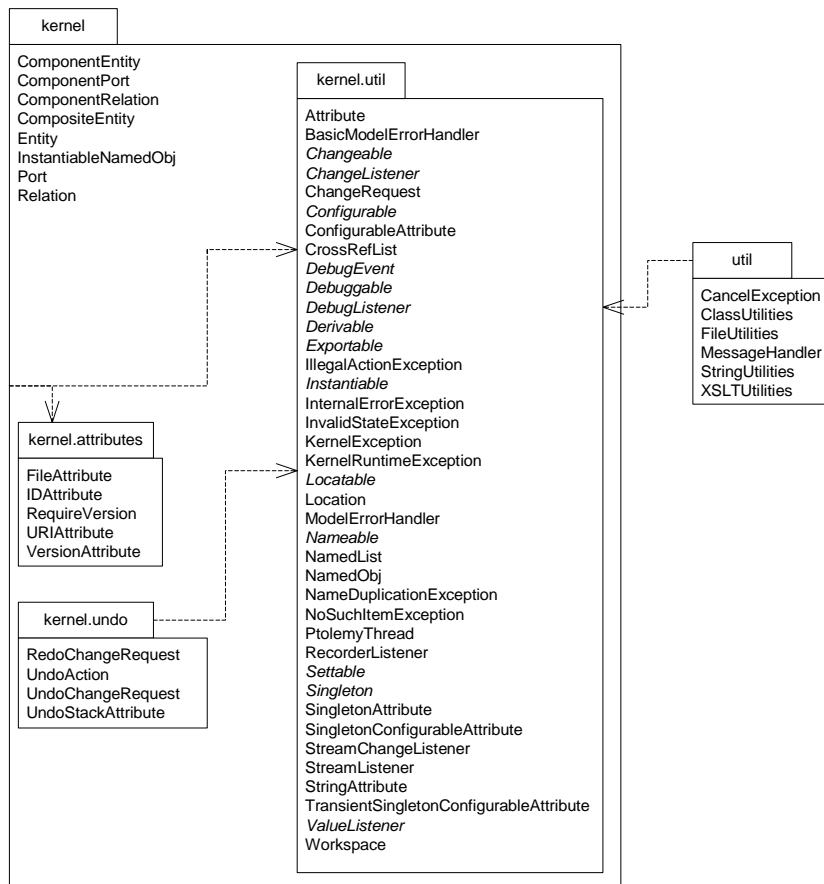 kernel
ComponentEntity
ComponentPort
ComponentRelation
CompositeEntity
Entity
InstantiableNamedObj
Port
Relation
kernel.util
Attribute
BasicModelErrorHandler
Changeable
ChangeListener
ChangeRequest
Configurable
ConfigurableAttribute
CrossRefList
DebugEvent
Debuggable
DebugListener
Derivable
Exportable
IllegalActionException
Instantiable
InternalErrorException
InvalidStateException
KernelException
KernelRuntimeException
Locatable
Location
ModelErrorHandler
Nameable
NamedList
NamedObj
NameDuplicationException
NoSuchItemException
PtolemyThread
RecorderListener
Settable
Singleton
SingletonAttribute
SingletonConfigurableAttribute
StreamChangeListener
StreamListener
StringAttribute
TransientSingletonConfigurableAttribute
ValueListener
Workspace
util
CancelException
ClassUtilities
FileUtilities
MessageHandler
StringUtilities
XSLTUtilities
kernel.attributes
FileAttribute
IDAttribute
RequireVersion
URIAttribute
VersionAttribute
kernel.undo
RedoChangeRequest
UndoAction
UndoChangeRequest
UndoStackAttribute